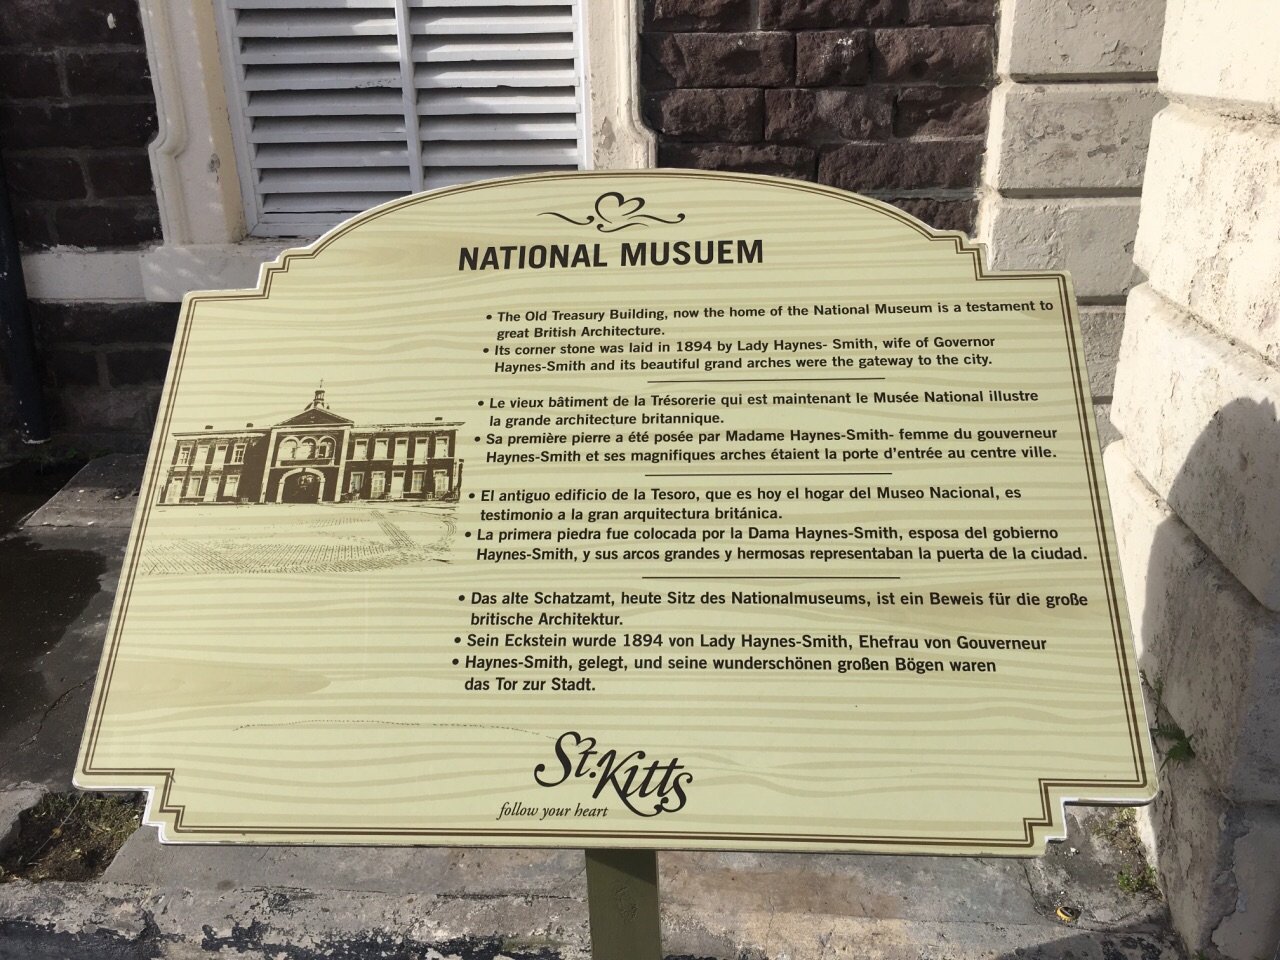 NATIONAL MUSUEM
• The Old Treasury Building, now the home of the National Museum is a testament to
great British Architecture.
• Its corner stone was laid in 1894 by Lady Haynes- Smith, wife of Governor
Haynes-Smith and its beautiful grand arches were the gateway to the city.
• Le vieux bâtiment de la Trésorerie qui est maintenant le Musée National illustre
la grande architecture britannique.
• Sa première pierre a été posée par Madame Haynes-Smith- femme du gouverneur
Haynes-Smith et ses magnifiques arches étaient la porte d'entrée au centre ville.
• El antiguo edificio de la Tesoro, que es hoy el hogar del Museo Nacional, es
testimonio a la gran arquitectura británica.
• La primera piedra fue colocada por la Dama Haynes-Smith, esposa del gobierno
Haynes-Smith, y sus arcos grandes y hermosas representaban la puerta de la ciudad.
• Das alte Schatzamt, heute Sitz des Nationalmuseums, ist ein Beweis für die große
britische Architektur.
• Sein Eckstein wurde 1894 von Lady Haynes-Smith, Ehefrau von Gouverneur
• Haynes-Smith, gelegt, und seine wunderschönen großen Bögen waren
das Tor zur Stadt.
St. Kitts
follow your heart